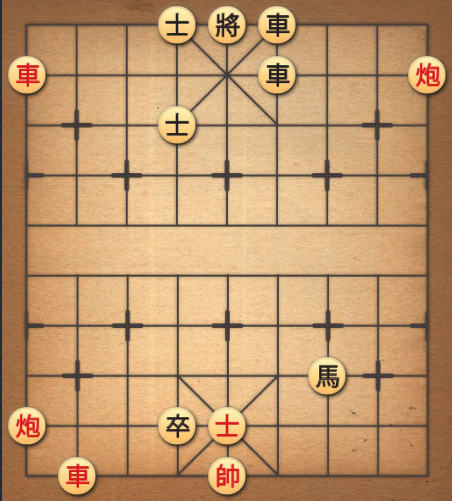 士 將 車
車 車 炮
士
馬
炮 卒 士
車 帥